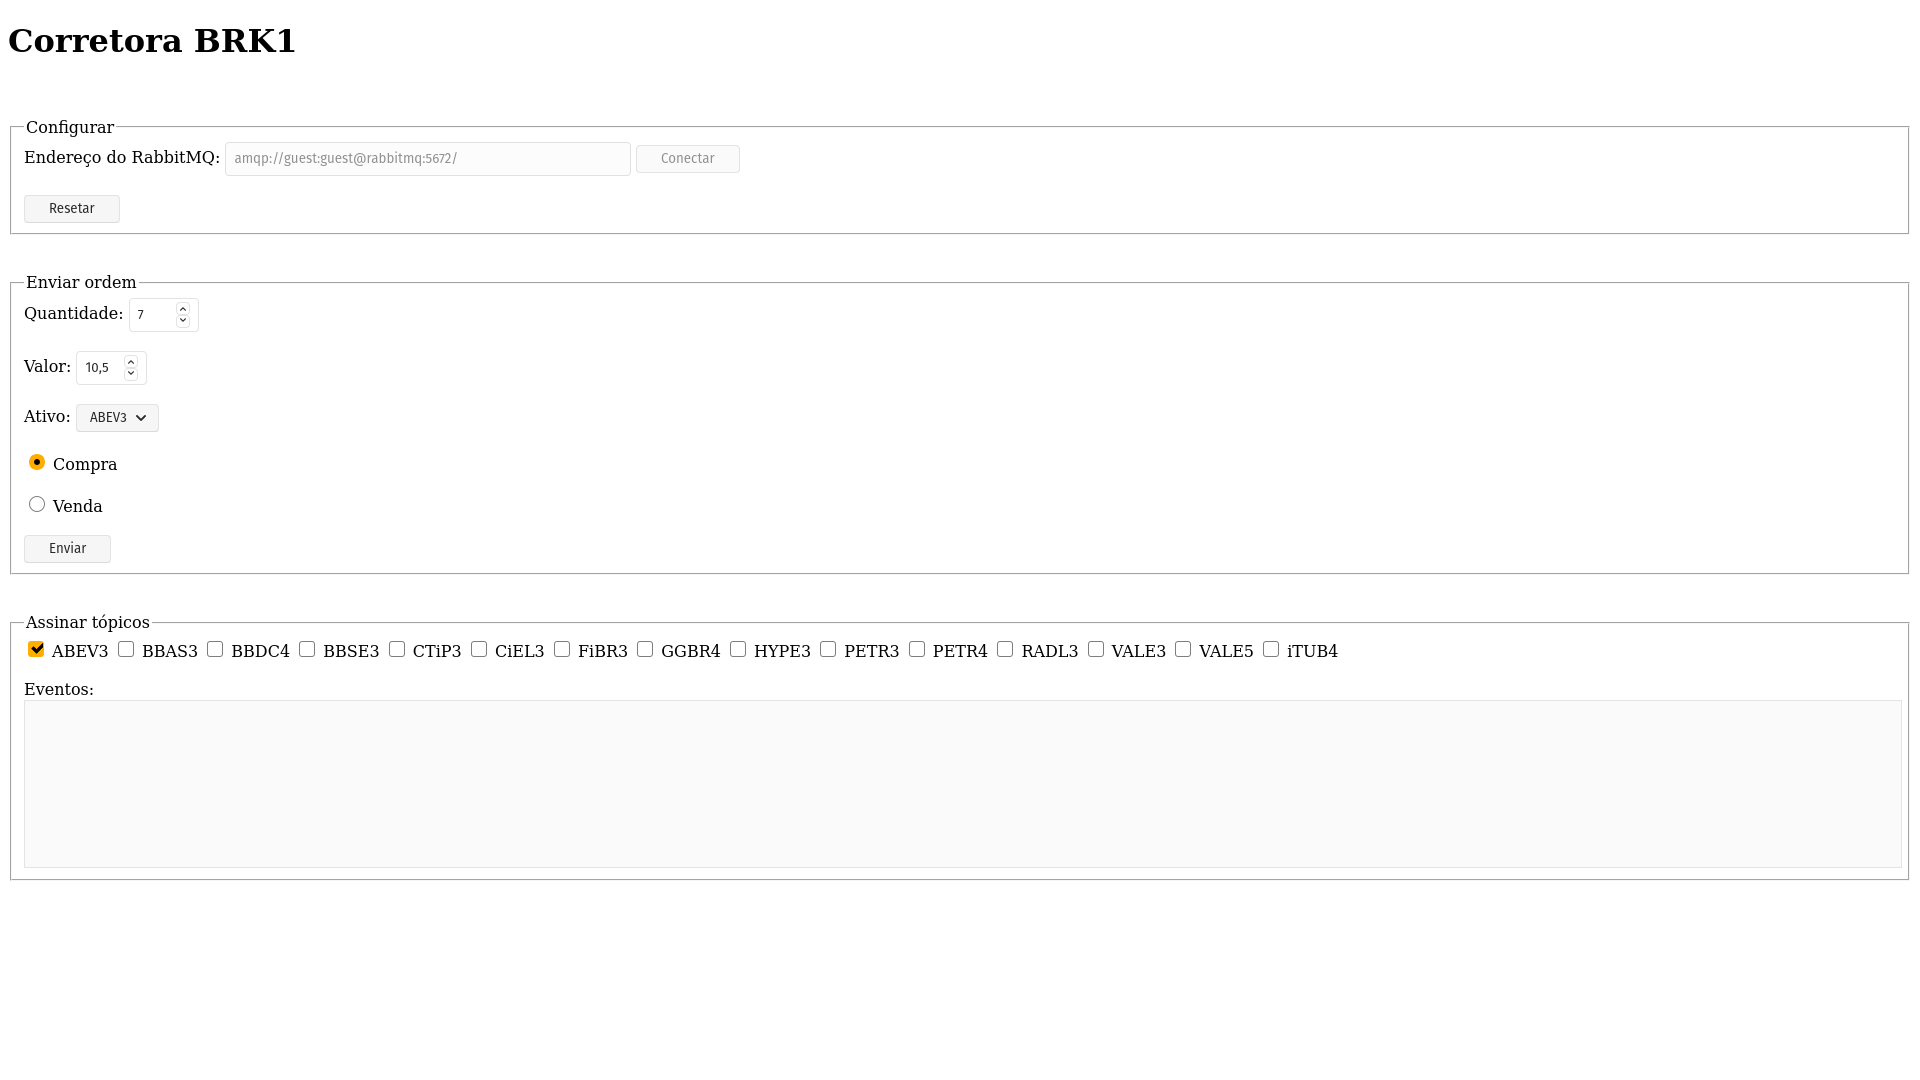 Corretora BRK1
Configurar
Endereço do RabbitMQ: amqp://guest:guest@rabbitmq:5672/ Conectar
Resetar
Enviar ordem
Quantidade: 7
Valor: 10,5
Ativo: ABEV3
Compra
Venda
Enviar
Assinar tópicos
ABEV3 BBAS3 BBDC4 BBSE3 CTiP3 CiEL3 FiBR3 GGBR4 HYPE3 PETR3 PETR4 RADL3 VALE3 VALE5 iTUB4
Eventos: